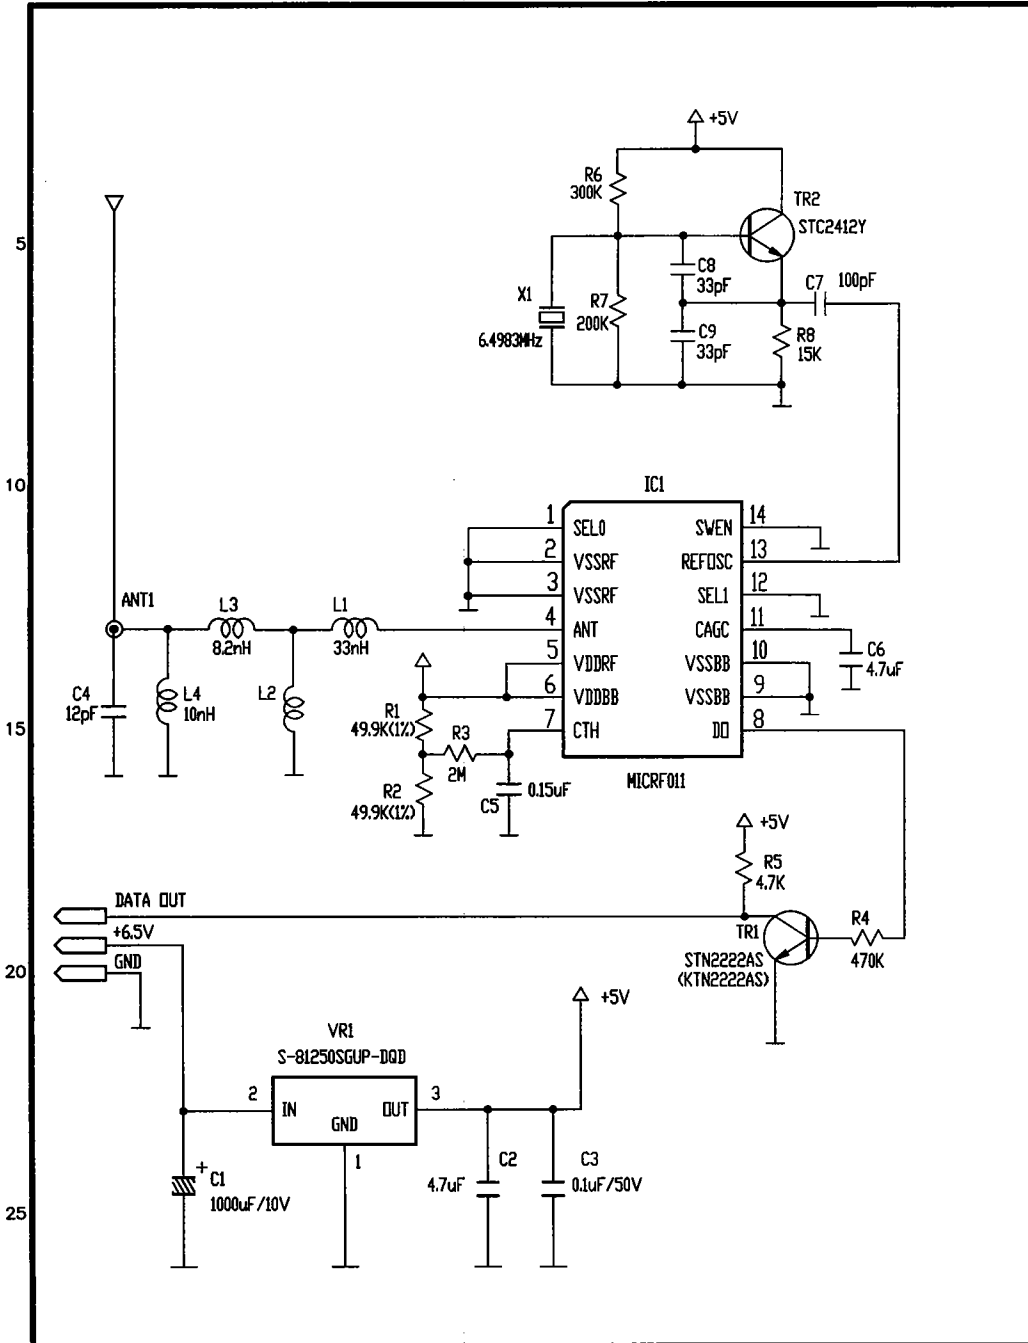 +5V
R6
300K
TR2
STC2412Y
5
C8
33pF
C7 100pF
X1
R7
200K
6.4983MHz
C9
33pF
R8
15K
10
IC1
1 SEL0 SWEN 14
2 VSSRF REFOSC 13
3 VSSRF SEL1 12
4 ANT CAGC 11
5 VDDRF VSSBB 10
6 VDDBB VSSBB 9
7 CTH DO 8
MICRF011
ANT1
L3
8.2nH
L1
33nH
C6
4.7uF
C4
12pF
L4
10nH
L2
15
R1
49.9K(1%)
R3
2M
R2
49.9K(1%)
C5
0.15uF
+5V
R5
4.7K
DATA OUT
+6.5V
GND
TR1
STN2222AS
(KTN2222AS)
R4
470K
20
+5V
VR1
S-81250SGUP-DQD
2 IN OUT 3
GND
1
+ C1
1000uF/10V
C2
4.7uF
C3
0.1uF/50V
25